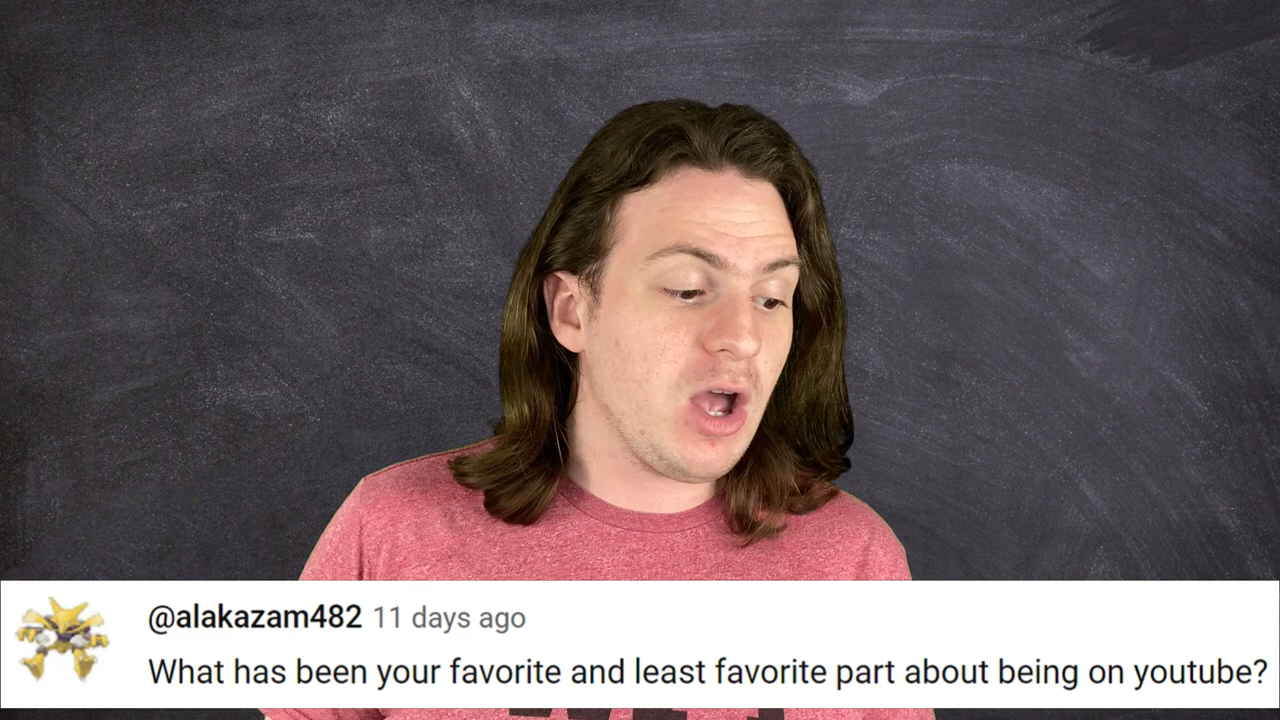 @alakazam482 11 days ago
What has been your favorite and least favorite part about being on youtube?